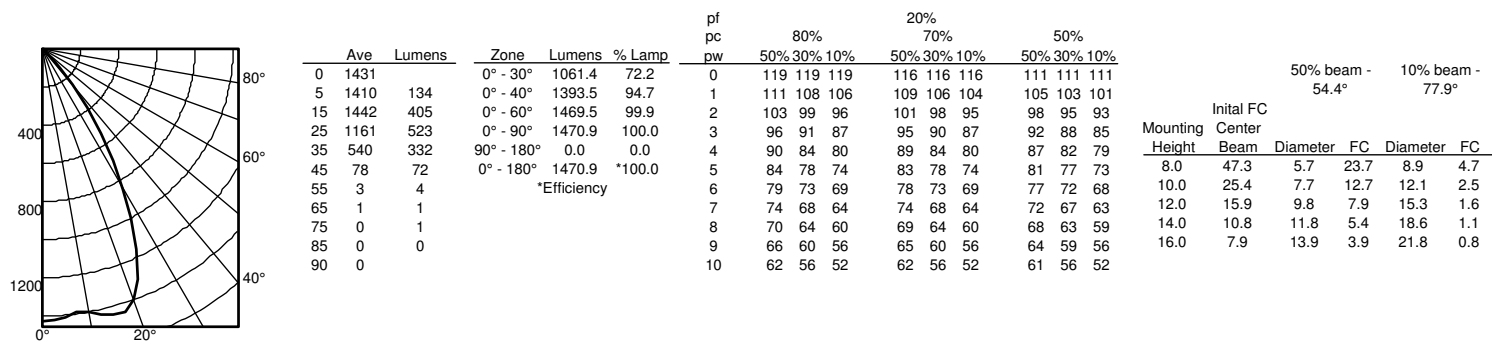 400
800
1200
0°
20°
40°
60°
80°
Ave Lumens
0 1431
5 1410 134
15 1442 405
25 1161 523
35 540 332
45 78 72
55 3 4
65 1 1
75 0 1
85 0 0
90 0
Zone Lumens % Lamp
0° - 30° 1061.4 72.2
0° - 40° 1393.5 94.7
0° - 60° 1469.5 99.9
0° - 90° 1470.9 100.0
90° - 180° 0.0 0.0
0° - 180° 1470.9 *100.0
*Efficiency
pf 20%
pc 80% 70% 50%
pw 50% 30% 10% 50% 30% 10% 50% 30% 10%
0 119 119 119 116 116 116 111 111 111
1 111 108 106 109 106 104 105 103 101
2 103 99 96 101 98 95 98 95 93
3 96 91 87 95 90 87 92 88 85
4 90 84 80 89 84 80 87 82 79
5 84 78 74 83 78 74 81 77 73
6 79 73 69 78 73 69 77 72 68
7 74 68 64 74 68 64 72 67 63
8 70 64 60 69 64 60 68 63 59
9 66 60 56 65 60 56 64 59 56
10 62 56 52 62 56 52 61 56 52
50% beam - 10% beam -
54.4° 77.9°
Inital FC
Mounting Center
Height Beam Diameter FC Diameter FC
8.0 47.3 5.7 23.7 8.9 4.7
10.0 25.4 7.7 12.7 12.1 2.5
12.0 15.9 9.8 7.9 15.3 1.6
14.0 10.8 11.8 5.4 18.6 1.1
16.0 7.9 13.9 3.9 21.8 0.8